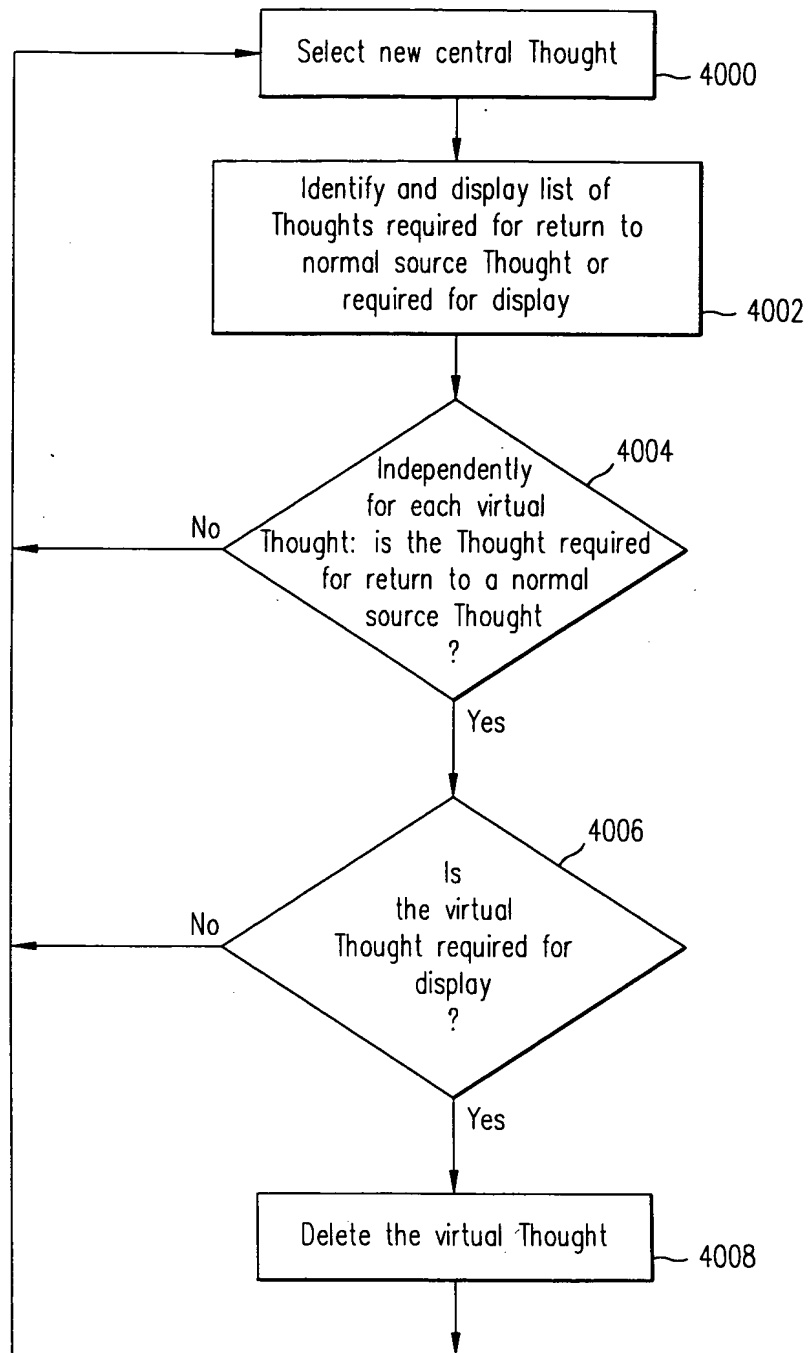 Select new central Thought
4000
Identify and display list of
Thoughts required for return to
normal source Thought or
required for display
4002
4004
Independently
for each virtual
No
Thought: is the Thought required
for return to a normal
source Thought
?
Yes
4006
Is
the virtual
No
Thought required for
display
?
Yes
Delete the virtual Thought
4008